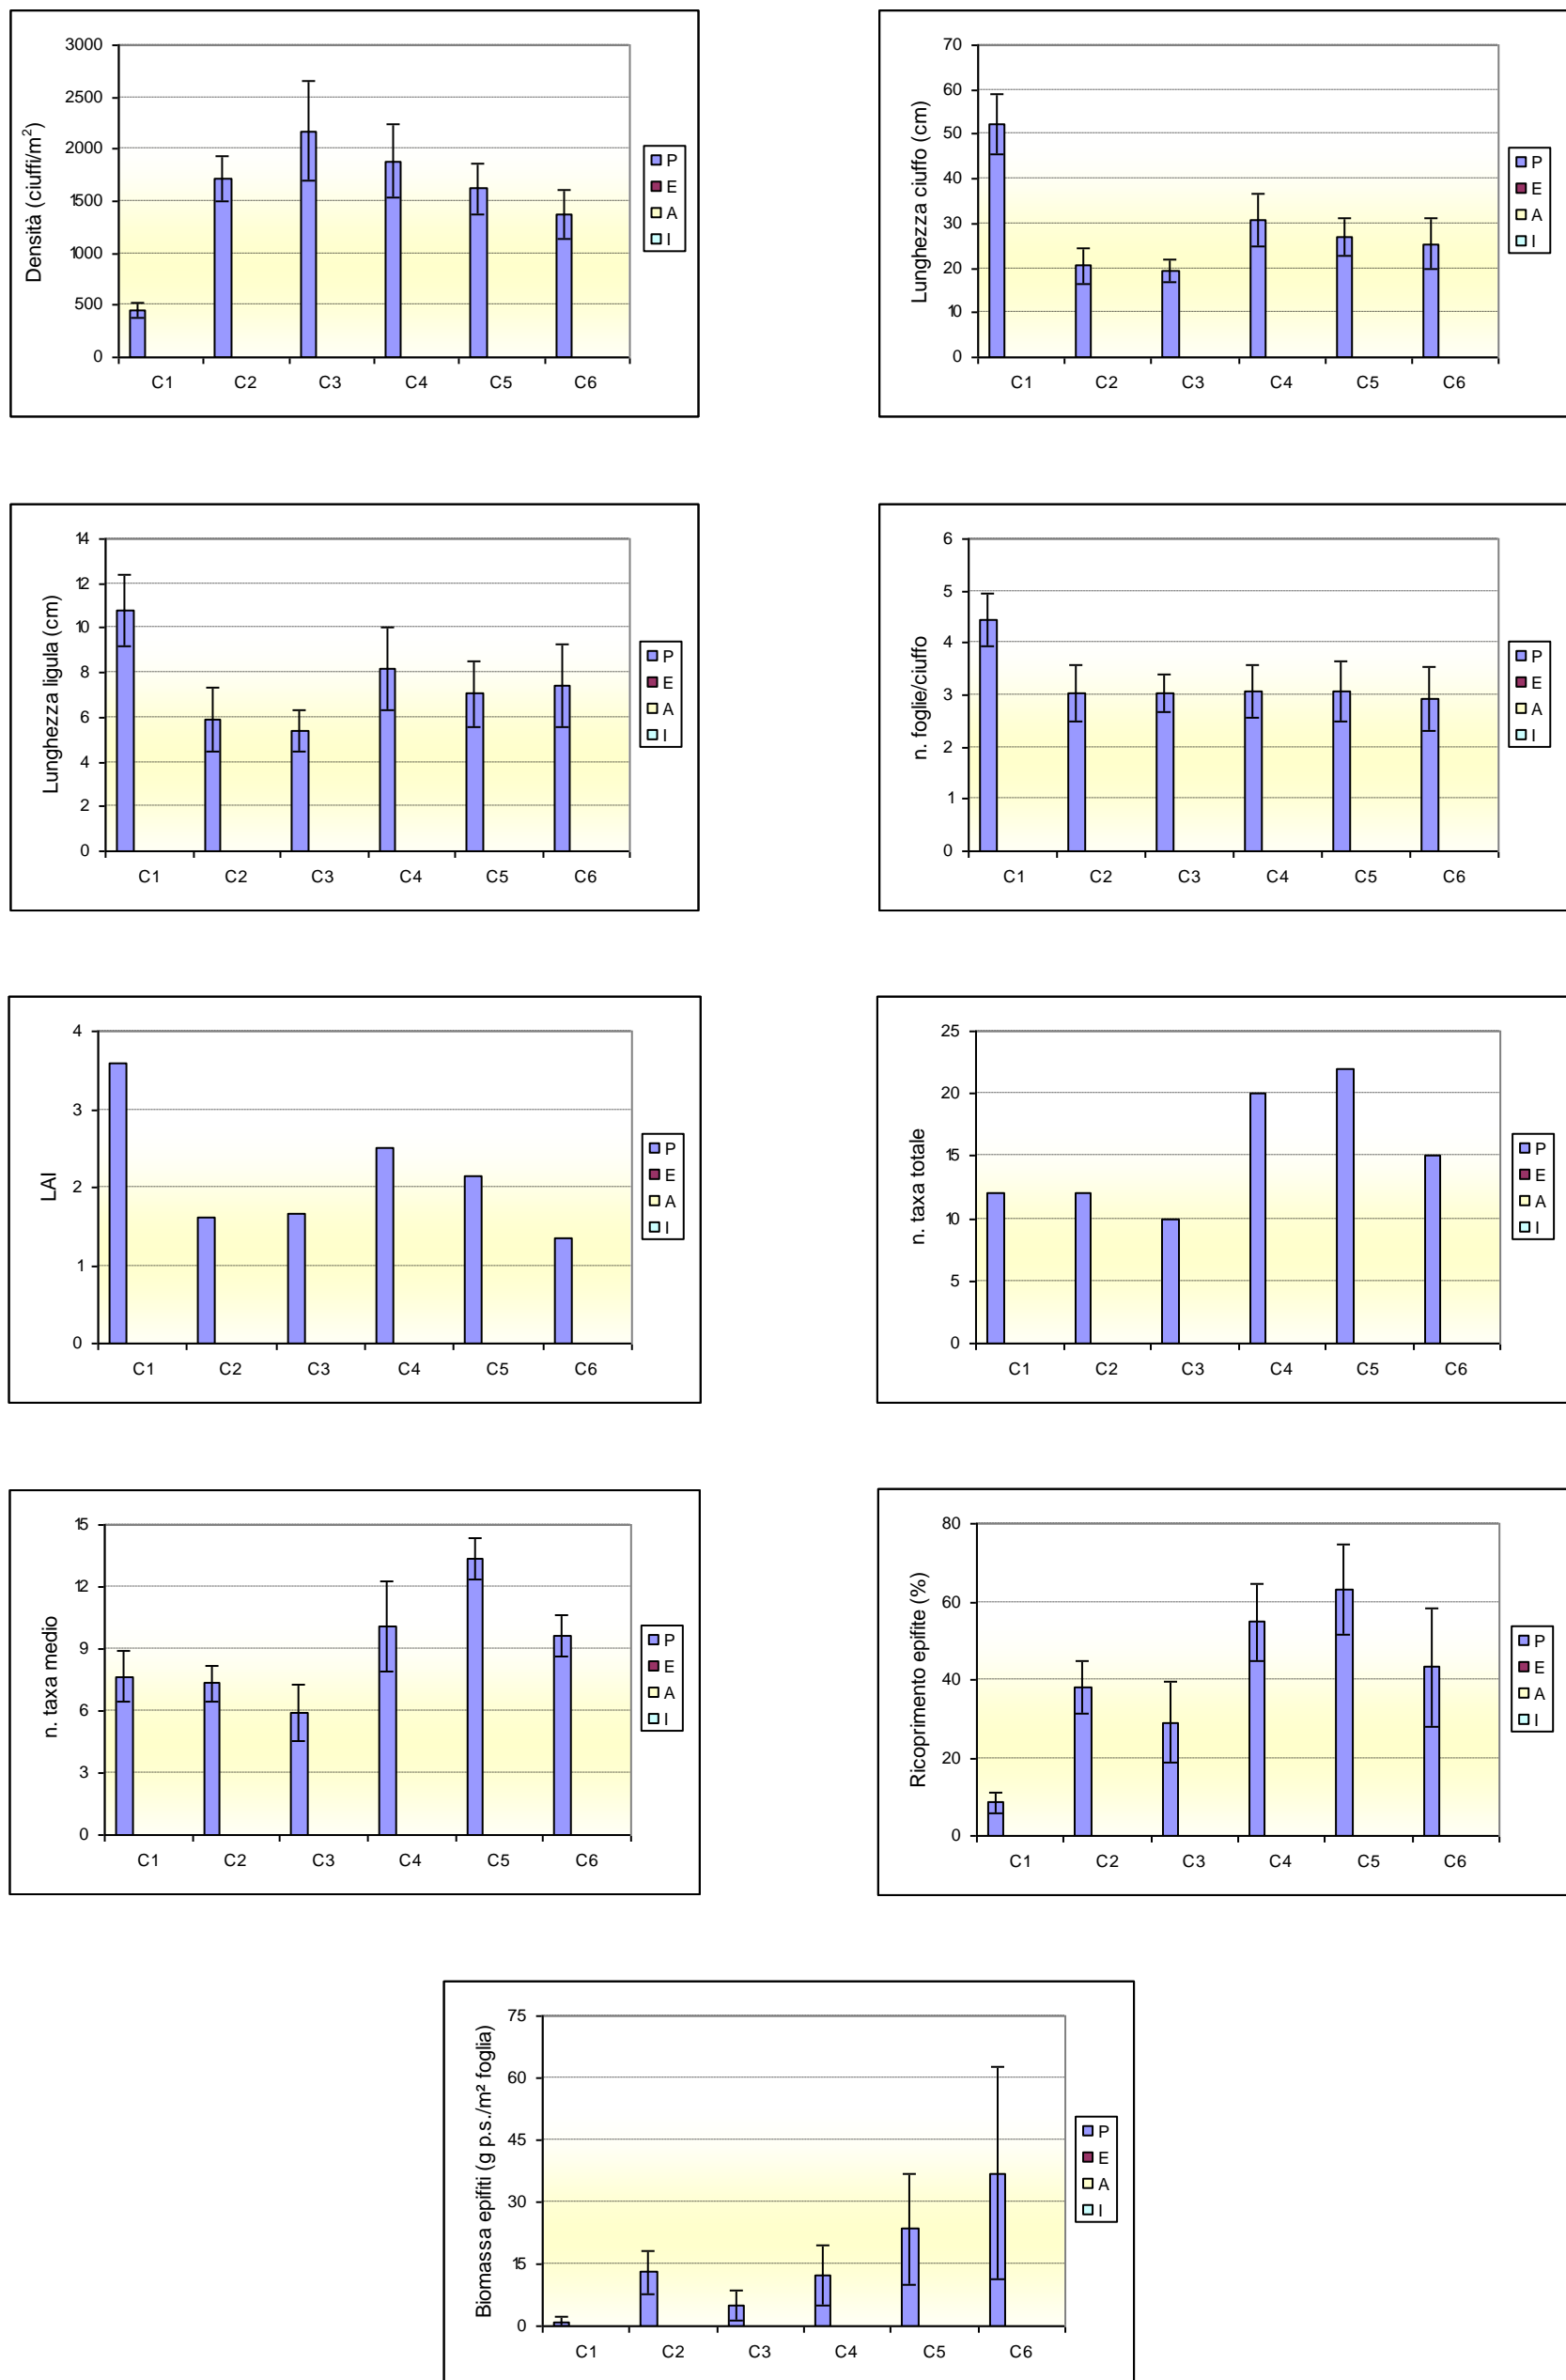 Densità (ciuffi/m²)
3000
2500
2000
1500
1000
500
0
C1 C2 C3 C4 C5 C6
P
E
A
I
Lunghezza ciuffo (cm)
70
60
50
40
30
20
10
0
C1 C2 C3 C4 C5 C6
P
E
A
I
Lunghezza ligula (cm)
14
12
10
8
6
4
2
0
C1 C2 C3 C4 C5 C6
P
E
A
I
n. foglie/ciuffo
6
5
4
3
2
1
0
C1 C2 C3 C4 C5 C6
P
E
A
I
LAI
4
3
2
1
0
C1 C2 C3 C4 C5 C6
P
E
A
I
n. taxa totale
25
20
15
10
5
0
C1 C2 C3 C4 C5 C6
P
E
A
I
n. taxa medio
15
12
9
6
3
0
C1 C2 C3 C4 C5 C6
P
E
A
I
Ricoprimento epifite (%)
80
60
40
20
0
C1 C2 C3 C4 C5 C6
P
E
A
I
Biomassa epifiti (g p.s./m² foglia)
75
60
45
30
15
0
C1 C2 C3 C4 C5 C6
P
E
A
I